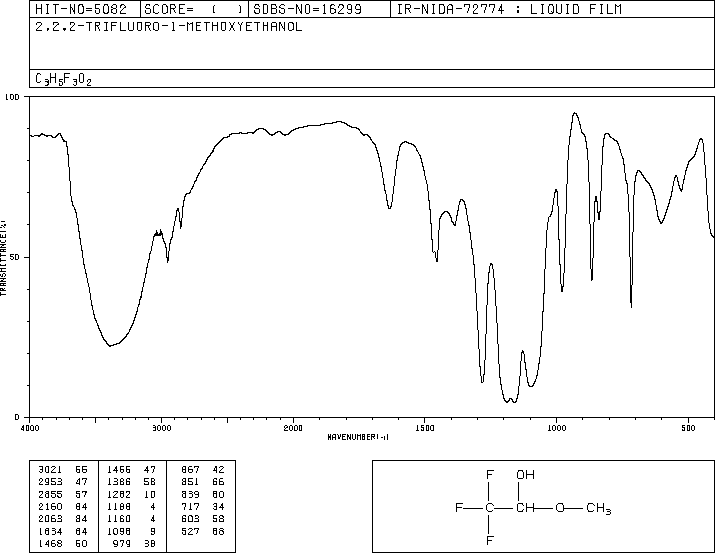 HIT-NO=5082 SCORE= ( ) SDBS-NO=16299 IR-NIDA-72774 : LIQUID FILM
2,2,2-TRIFLUORO-1-METHOXYETHANOL
C3H5F3O2
100
TRANSMITTANCE(%)
50
0
4000 3000 2000 1500 1000 500
WAVENUMBER(-1)
3021 66 1456 47 867 42
2953 47 1386 58 851 66
2855 57 1282 10 839 60
2160 84 1188 4 717 34
2063 84 1160 4 603 58
1634 64 1098 9 527 68
1468 50 979 38
F OH
F C CH O CH3
F